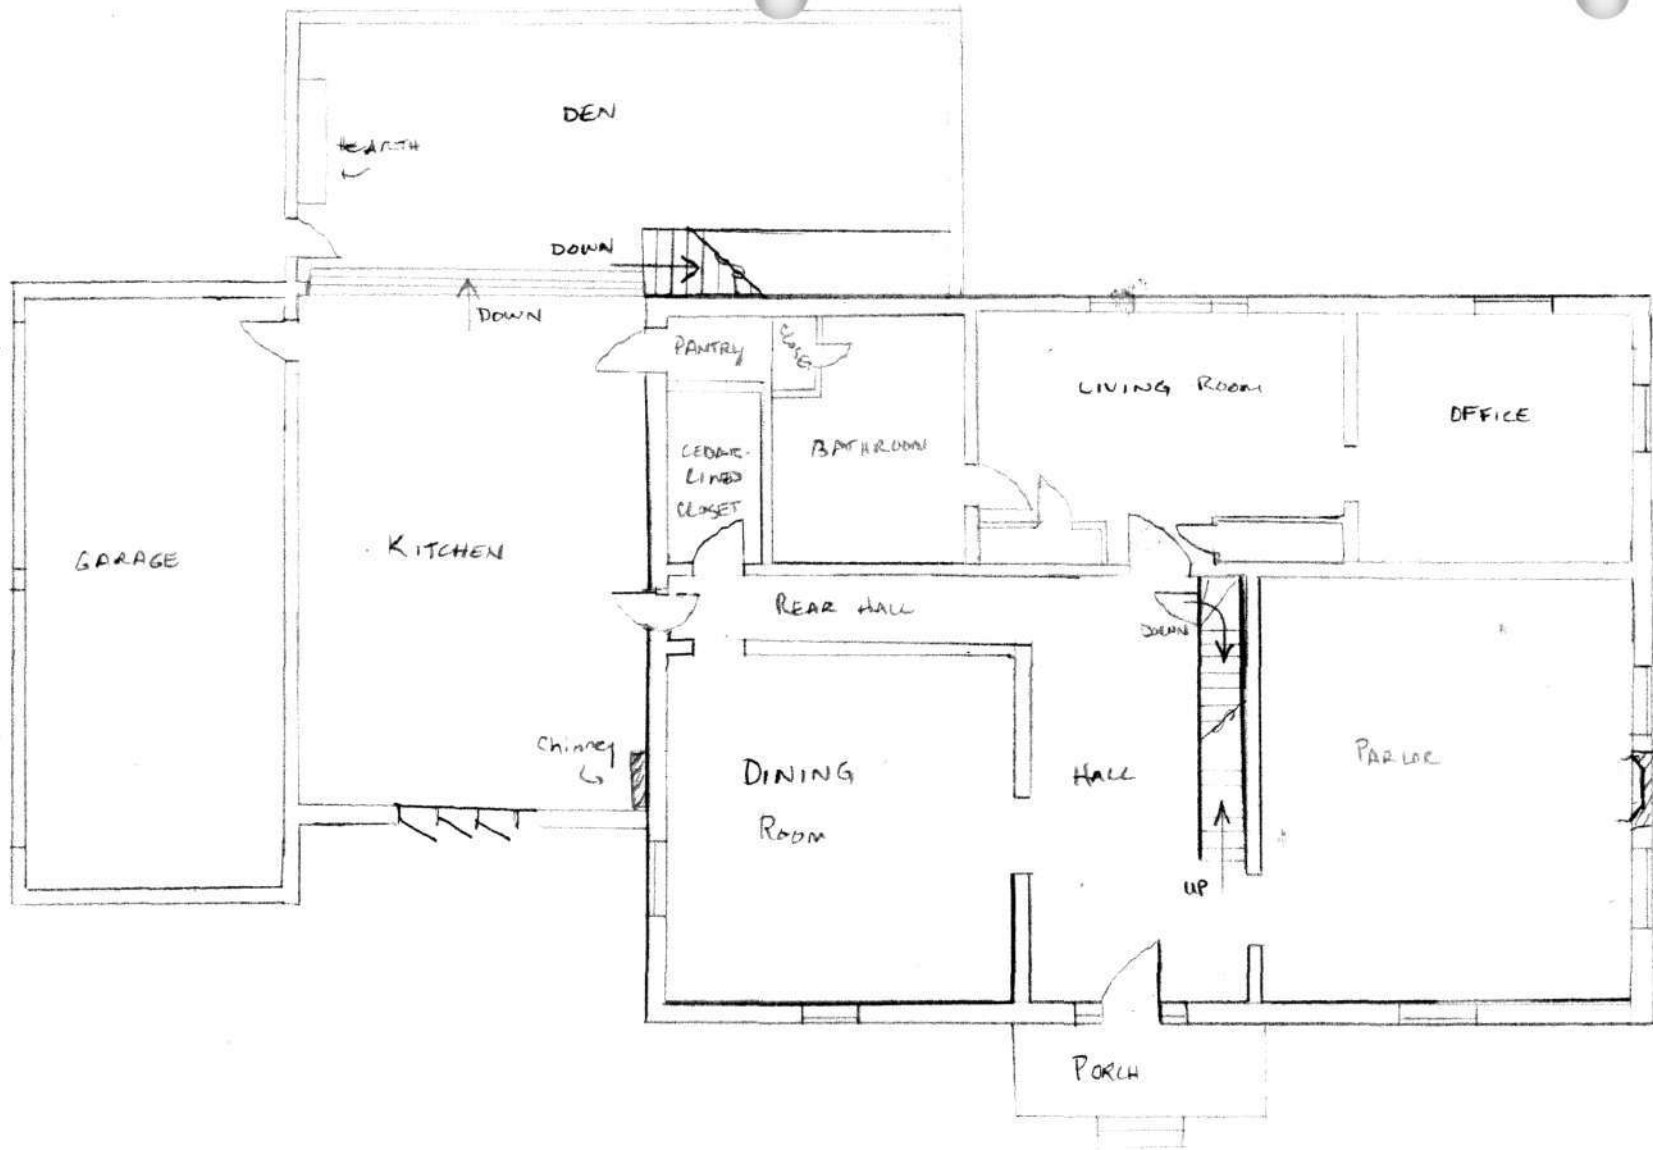 DEN
HEARTH
DOWN
DOWN
PANTRY
CLOSET
LIVING ROOM
OFFICE
BATHROOM
CEDAR-
LINED
CLOSET
GARAGE
KITCHEN
REAR HALL
DOWN
Chimney
DINING
ROOM
HALL
PARLOR
UP
PORCH